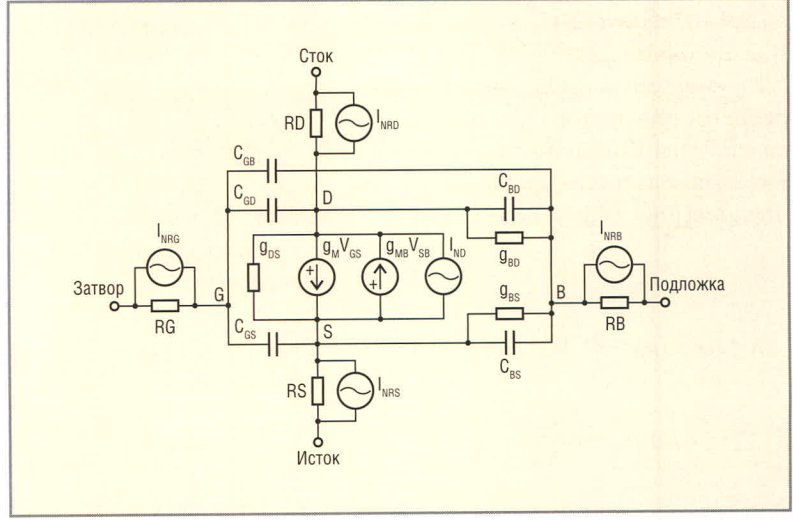 Сток
RD
I_NRD
C_GB
C_GD
D
C_BD
g_BD
I_NRG
Затвор
RG
G
g_DS
g_M V_GS
+
g_MB V_SB
+
I_ND
g_BS
B
I_NRB
Подложка
RB
C_GS
S
C_BS
RS
I_NRS
Исток